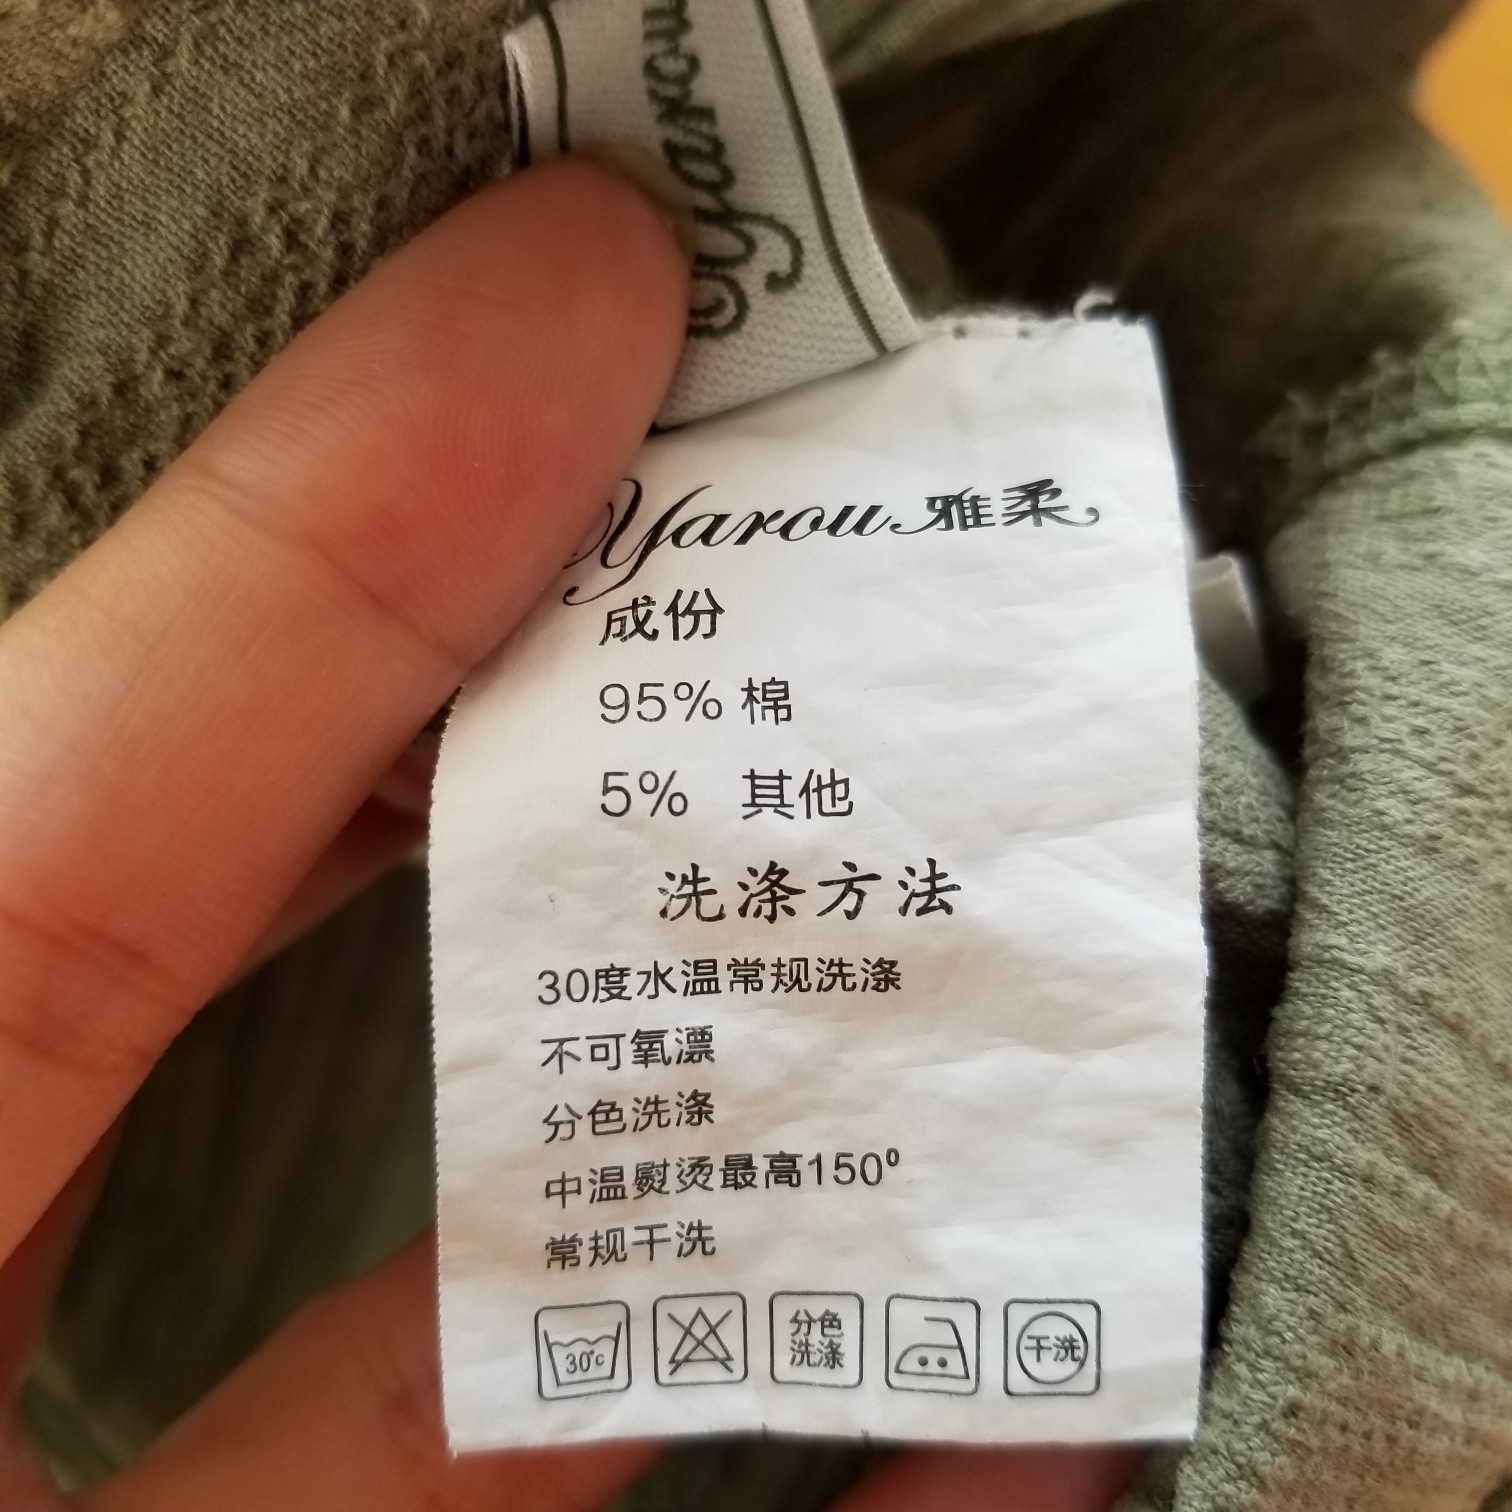 Yarou
Yarou 雅柔
成份
95% 棉
5% 其他
洗涤方法
30度水温常规洗涤
不可氧漂
分色洗涤
中温熨烫最高150⁰
常规干洗
30°c
分色
洗涤
干洗